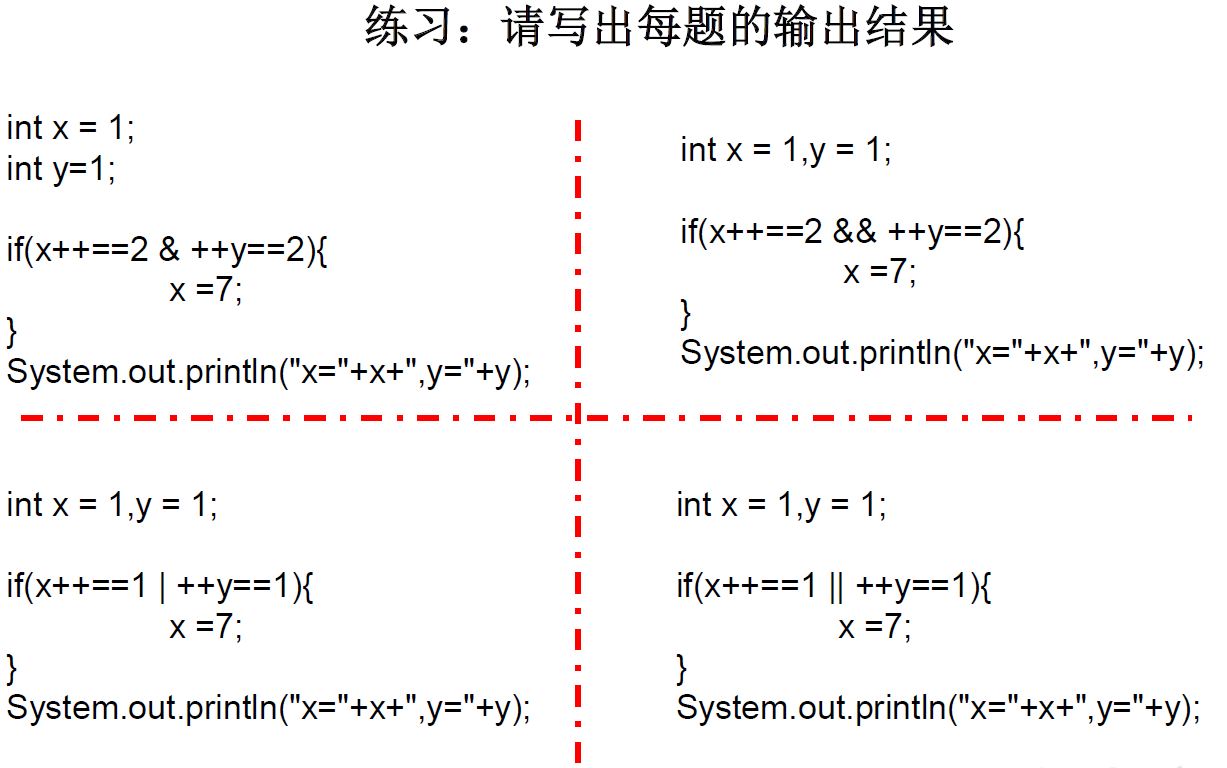 练习：请写出每题的输出结果
int x = 1;
int y=1;
if(x++==2 & ++y==2){
x =7;
}
System.out.println("x="+x+",y="+y);
int x = 1,y = 1;
if(x++==2 && ++y==2){
x =7;
}
System.out.println("x="+x+",y="+y);
int x = 1,y = 1;
if(x++==1 | ++y==1){
x =7;
}
System.out.println("x="+x+",y="+y);
int x = 1,y = 1;
if(x++==1 || ++y==1){
x =7;
}
System.out.println("x="+x+",y="+y);